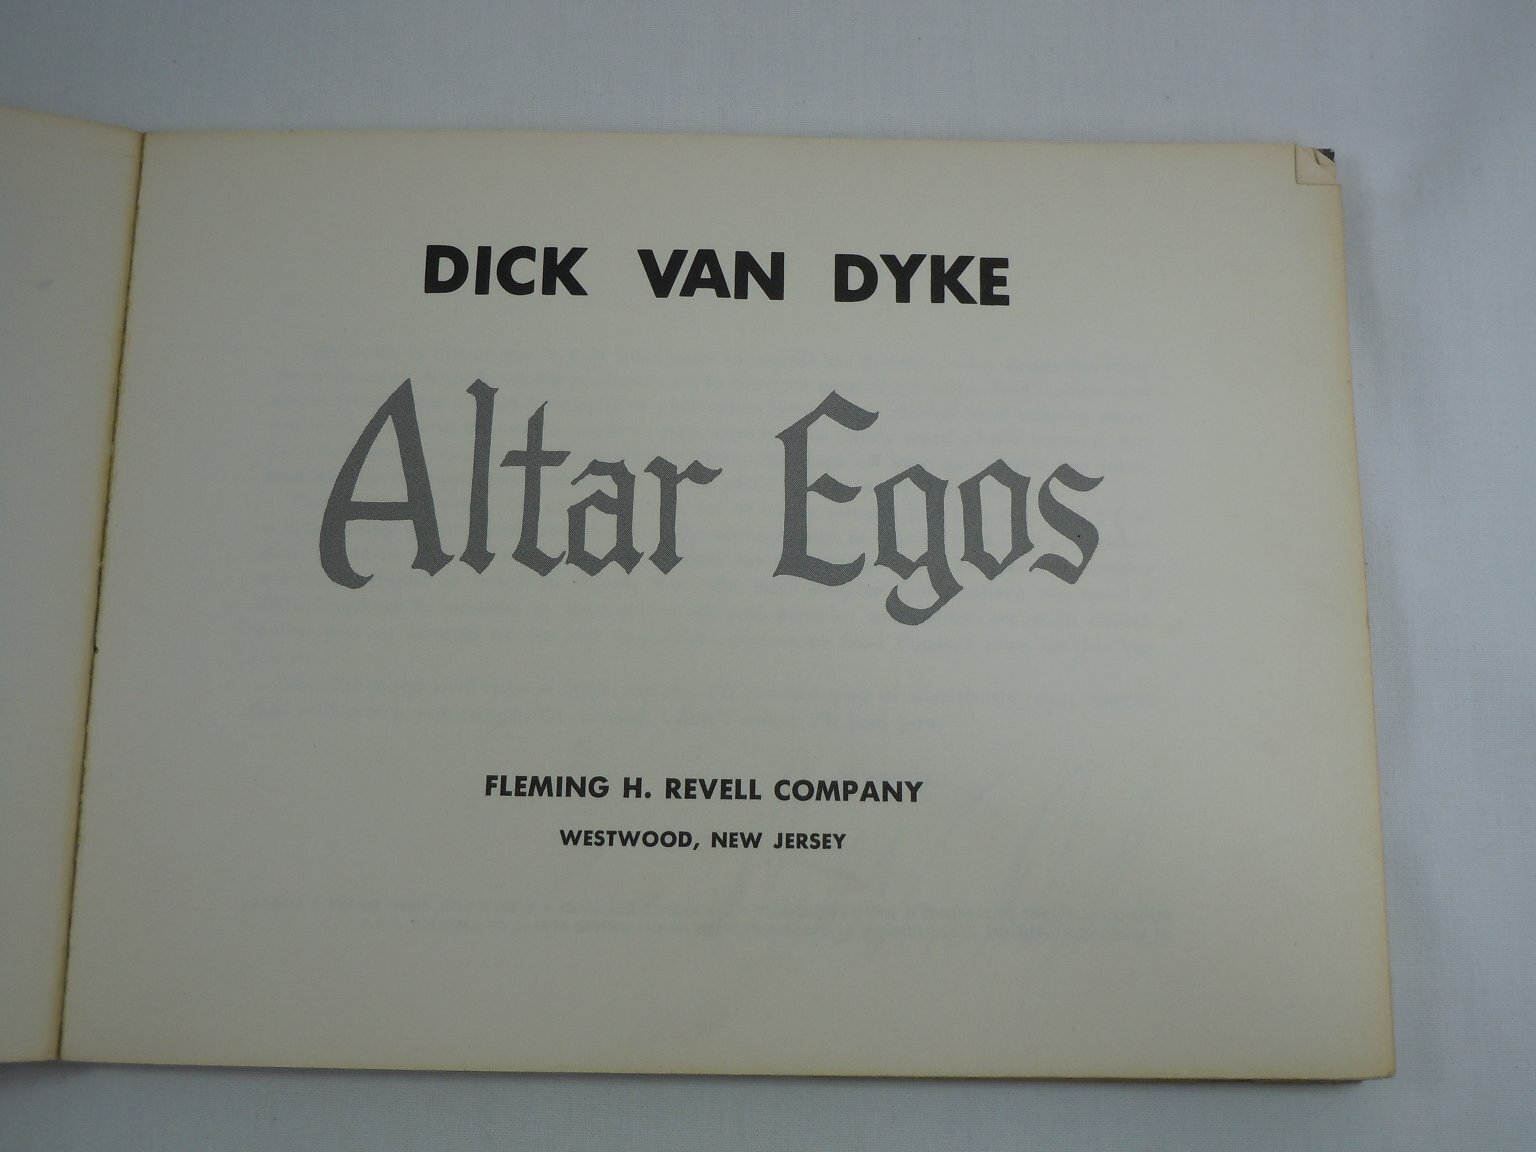 DICK VAN DYKE
Altar Egos
FLEMING H. REVELL COMPANY
WESTWOOD, NEW JERSEY